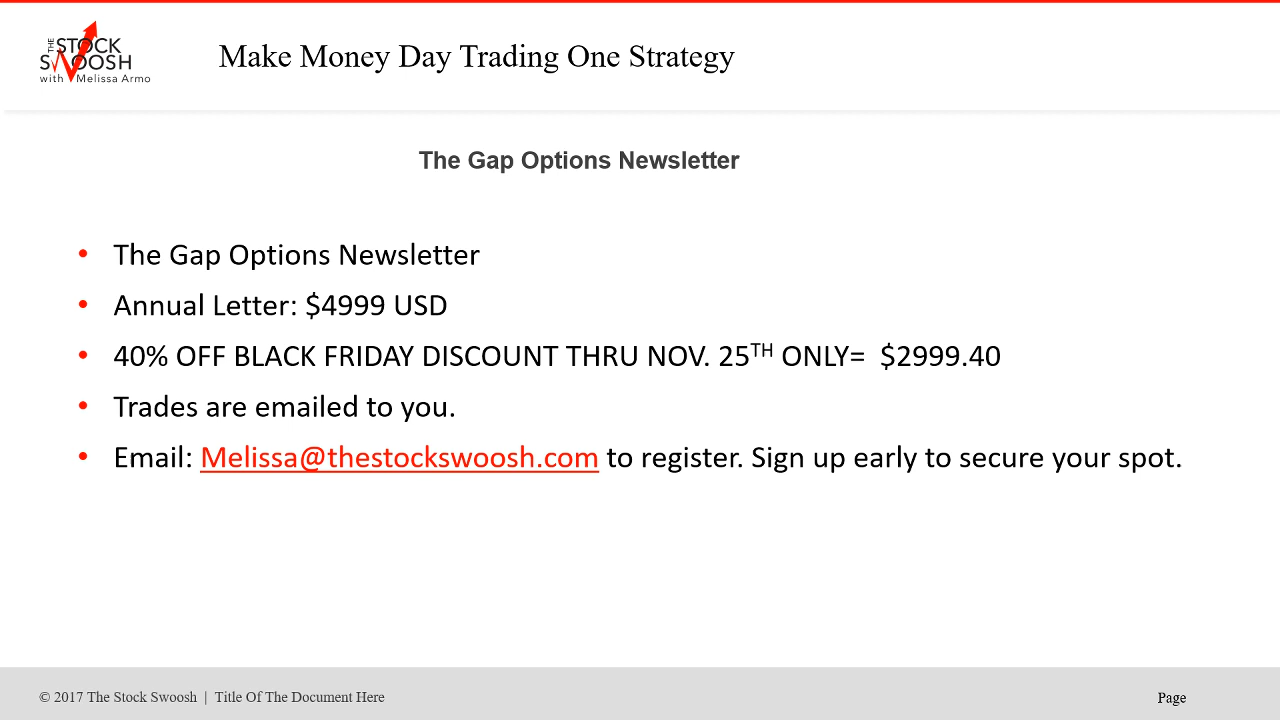 THE STOCK
SWOOSH
with Melissa Armo
Make Money Day Trading One Strategy
The Gap Options Newsletter
• The Gap Options Newsletter
• Annual Letter: $4999 USD
• 40% OFF BLACK FRIDAY DISCOUNT THRU NOV. 25TH ONLY= $2999.40
• Trades are emailed to you.
• Email: Melissa@thestockswoosh.com to register. Sign up early to secure your spot.
© 2017 The Stock Swoosh | Title Of The Document Here
Page